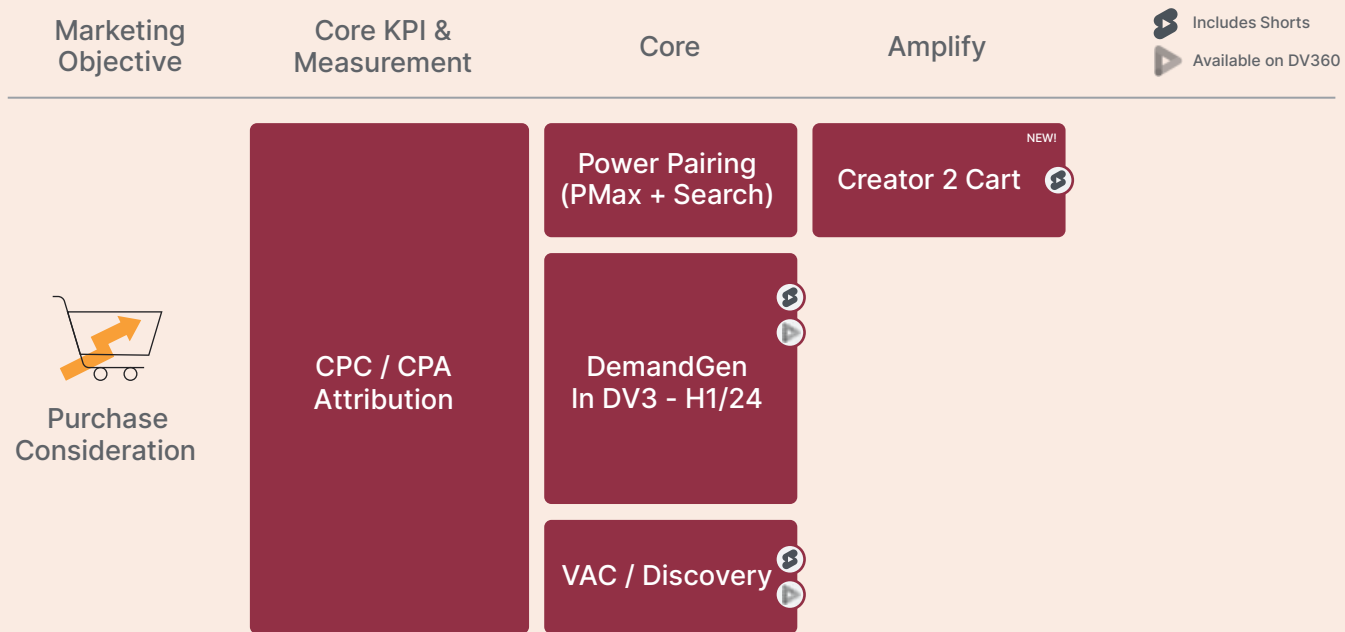 Marketing
Objective
Core KPI &
Measurement
Core
Amplify
Includes Shorts
Available on DV360
Purchase
Consideration
CPC / CPA
Attribution
Power Pairing
(PMax + Search)
DemandGen
In DV3 - H1/24
VAC / Discovery
NEW!
Creator 2 Cart